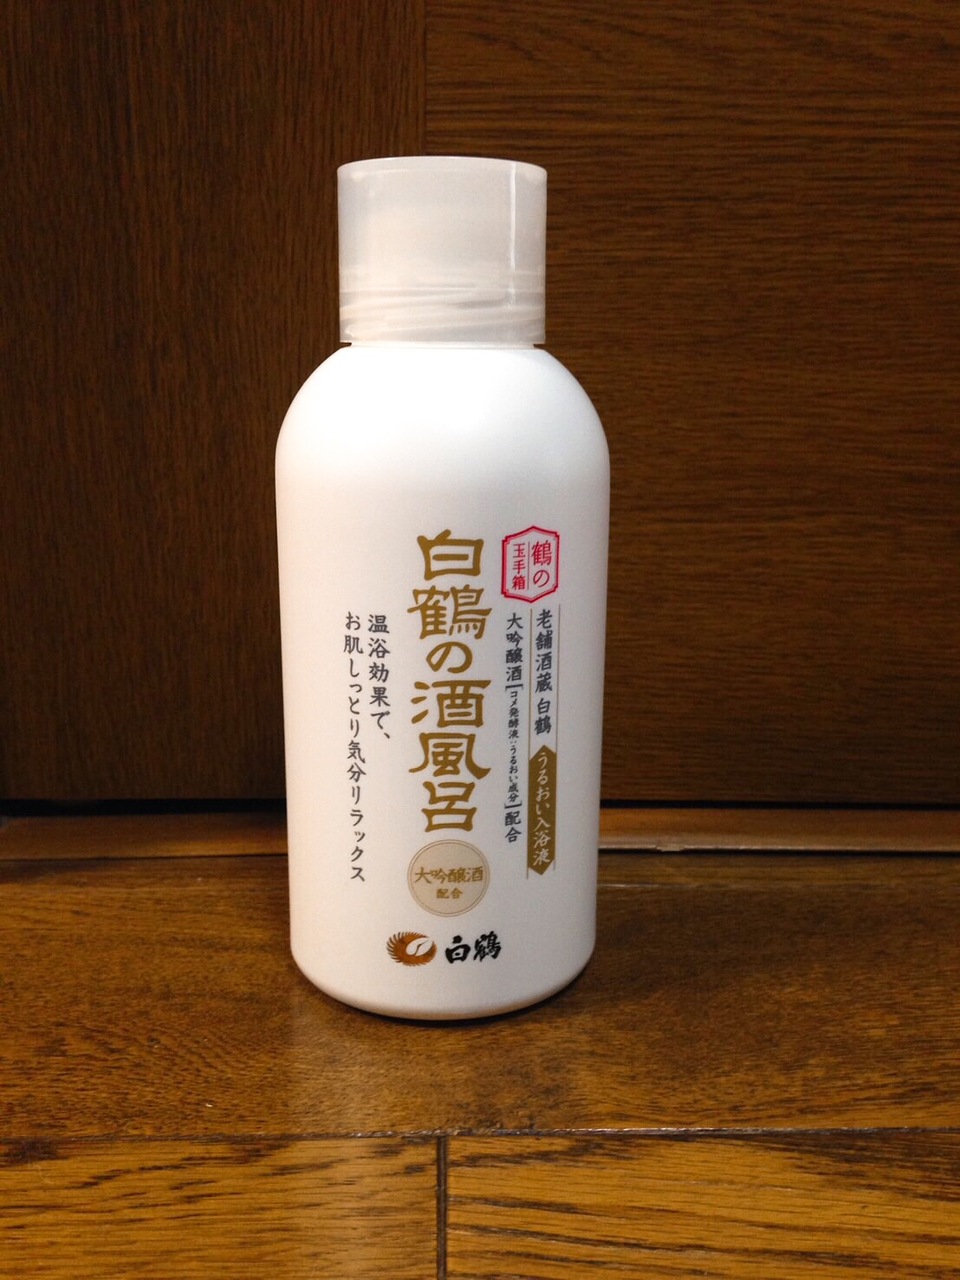 鶴の
玉手箱
老舗酒蔵 白鶴
うるおい入浴液
大吟醸酒[コメ発酵液:うるおい成分]配合
白鶴の酒風呂
温浴効果で、
お肌しっとり気分リラックス
大吟醸酒
配合
白鶴